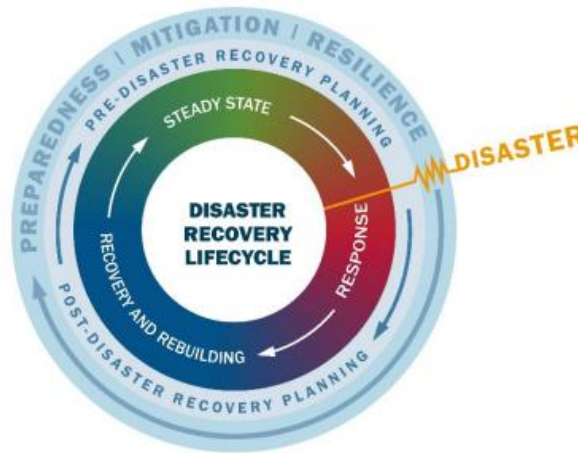 PREPAREDNESS | MITIGATION | RESILIENCE
PRE-DISASTER RECOVERY PLANNING
STEADY STATE
DISASTER
DISASTER
RECOVERY
LIFECYCLE
RESPONSE
RECOVERY AND REBUILDING
POST-DISASTER RECOVERY PLANNING